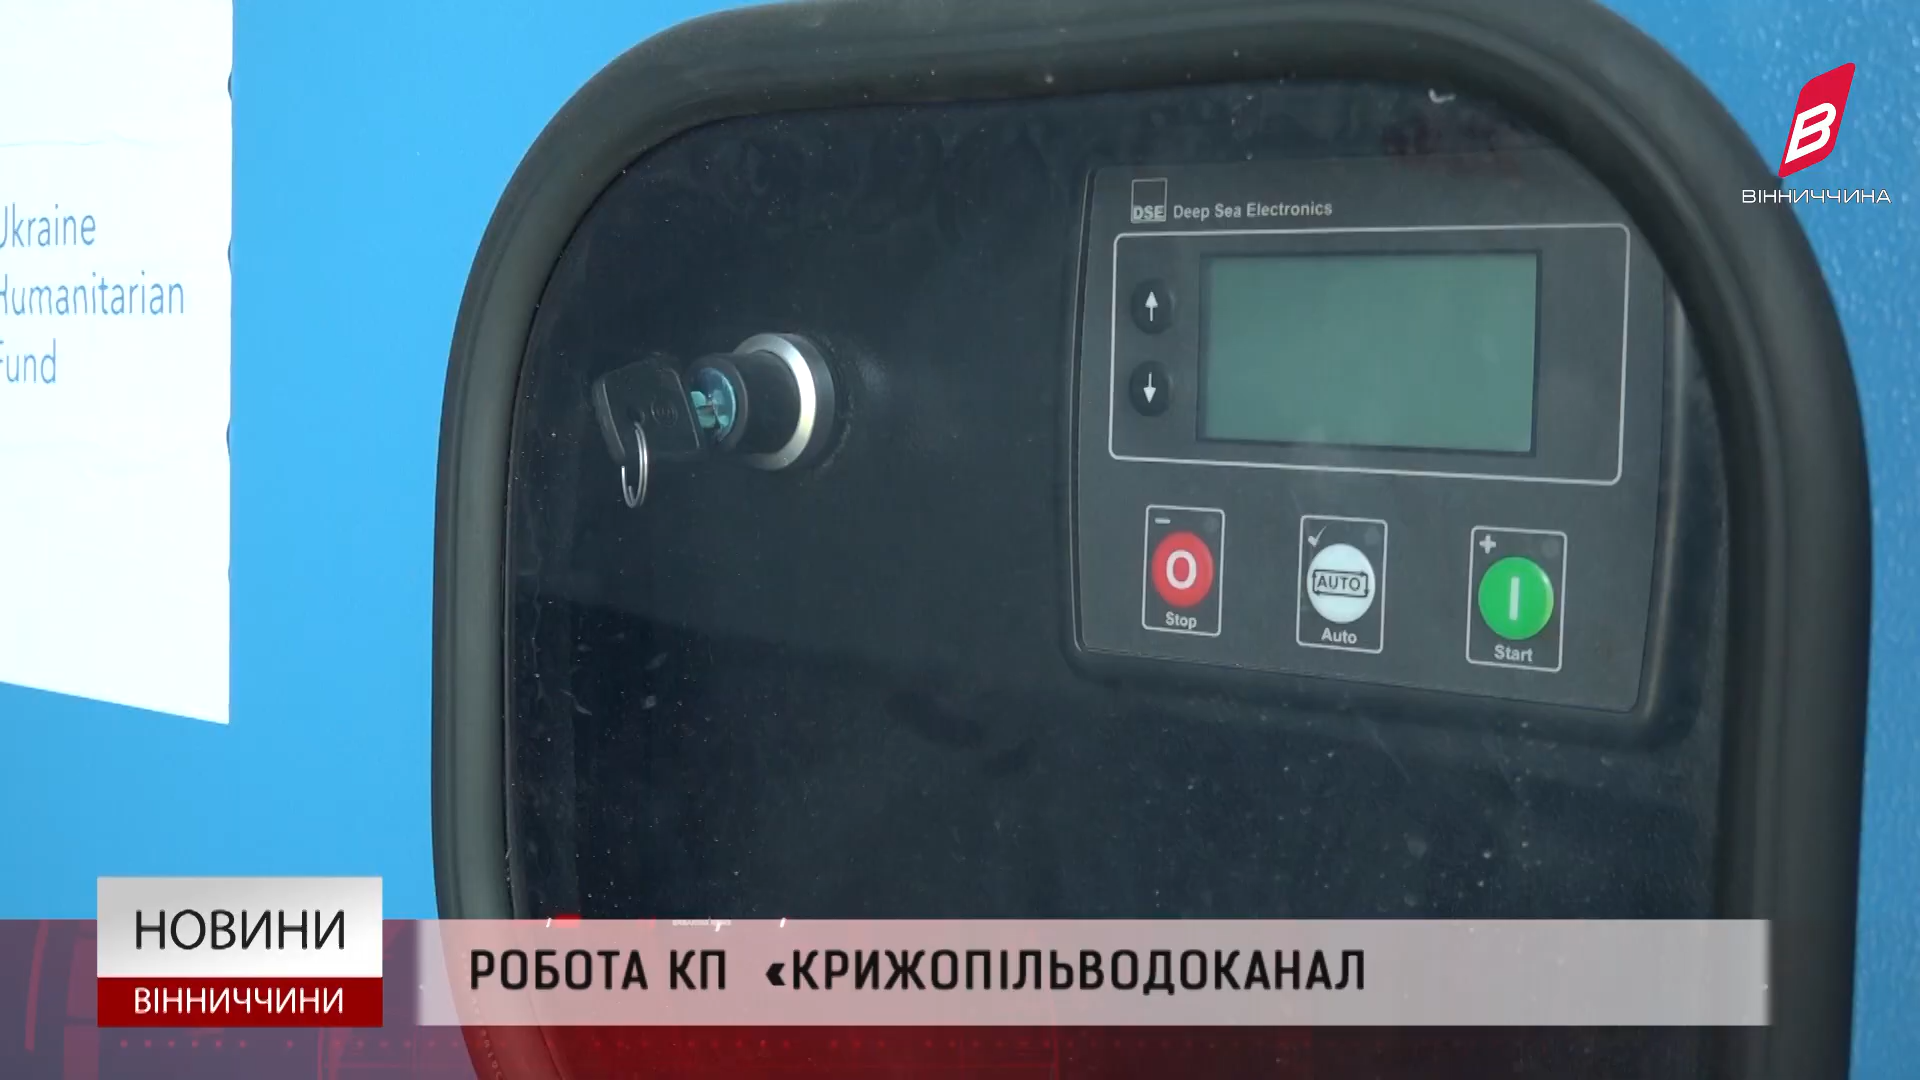 Ukraine
Humanitarian
Fund
DSE Deep Sea Electronics
O
Stop
AUTO
Auto
I
Start
B
ВІННИЧЧИНА
НОВИНИ
ВІННИЧЧИНИ
РОБОТА КП «КРИЖОПІЛЬВОДОКАНАЛ